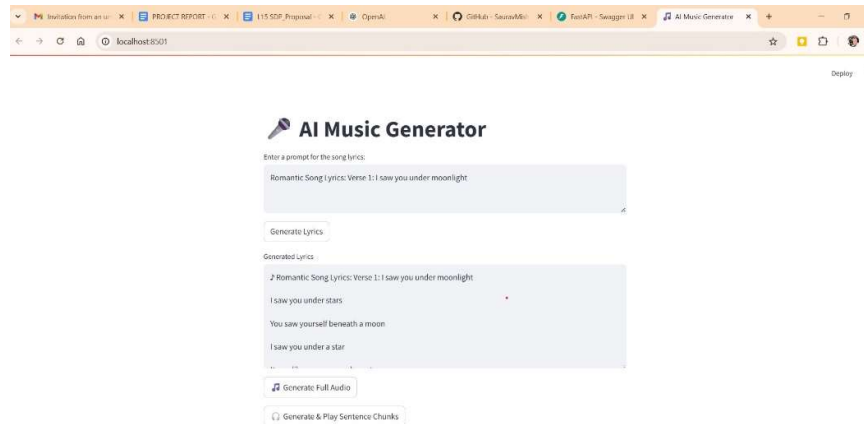 Invitation from an un
PROJECT REPORT - G
L15 SDP_Proposal - G
OpenAI
GitHub - SauravMish
FastAPI - Swagger UI
AI Music Generator
localhost:8501
Deploy
🎤 AI Music Generator
Enter a prompt for the song lyrics:
Romantic Song Lyrics: Verse 1: I saw you under moonlight
Generate Lyrics
Generated Lyrics
♪ Romantic Song Lyrics: Verse 1: I saw you under moonlight
I saw you under stars
You saw yourself beneath a moon
I saw you under a star
🎵 Generate Full Audio
🎧 Generate & Play Sentence Chunks